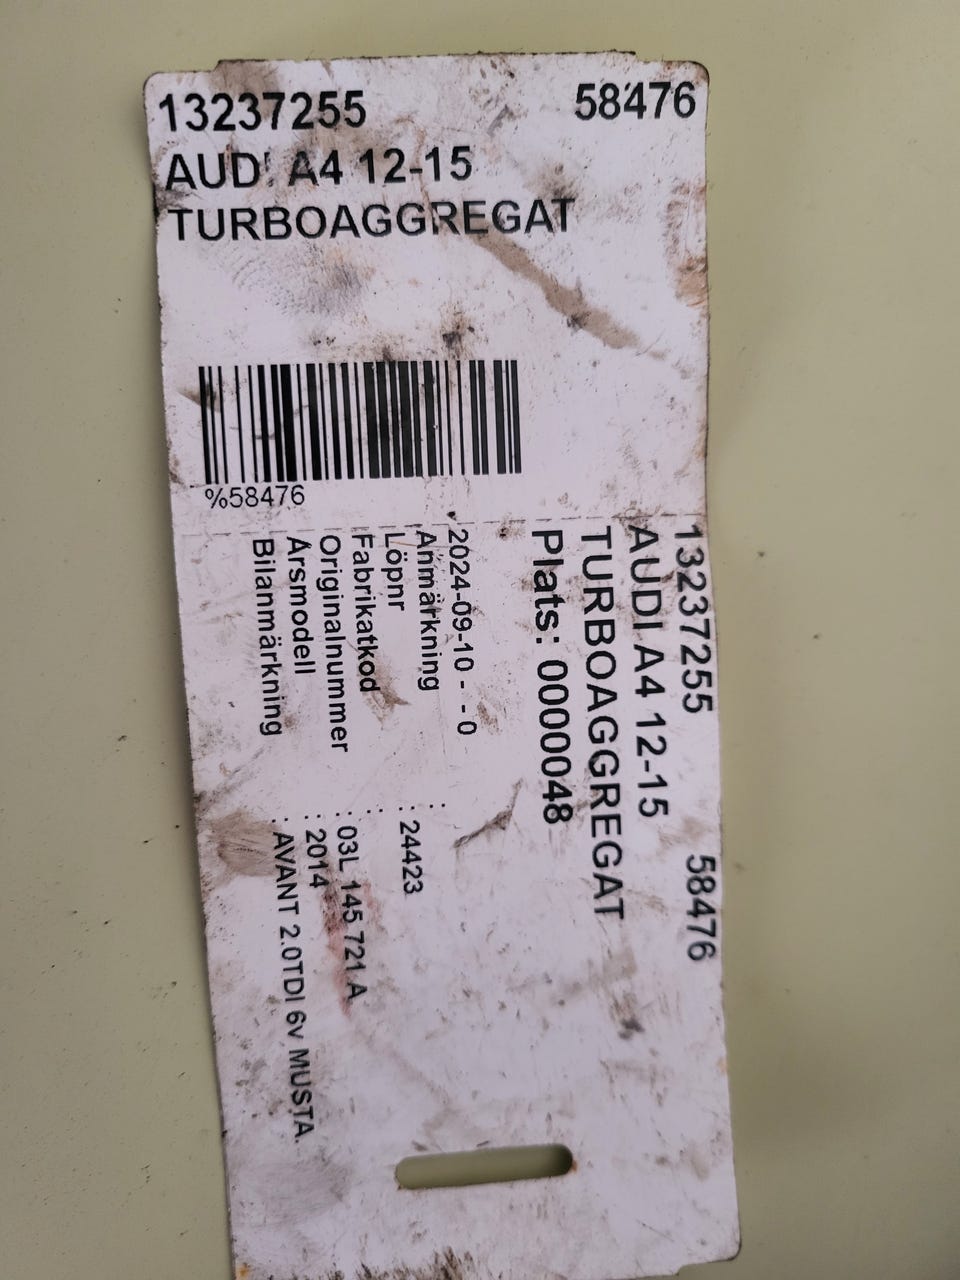 13237255 58476
AUDI A4 12-15
TURBOAGGREGAT
%58476
13237255 58476
AUDI A4 12-15
TURBOAGGREGAT
Plats: 0000048
2024-09-10 - - 0
Anmärkning :
Löpnr : 24423
Fabrikatkod :
Originalnummer : 03L 145 721 A
Årsmodell : 2014
Bilanmärkning : AVANT 2.0TDI 6v MUSTA.